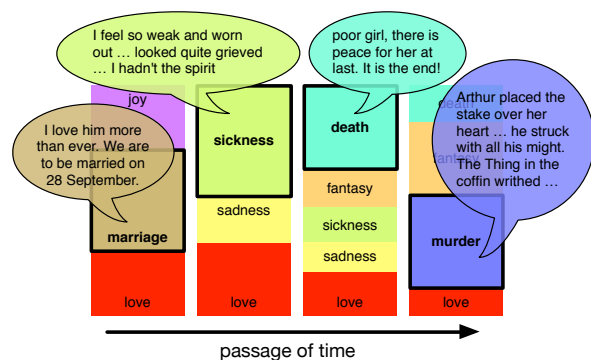 I feel so weak and worn
out … looked quite grieved
… I hadn't the spirit
poor girl, there is
peace for her at
last. It is the end!
Arthur placed the
stake over her
heart … he struck
with all his might.
The Thing in the
coffin writhed …
I love him more
than ever. We are
to be married on
28 September.
joy
marriage
love
sickness
sadness
love
death
fantasy
sickness
sadness
love
death
fantasy
murder
love
passage of time